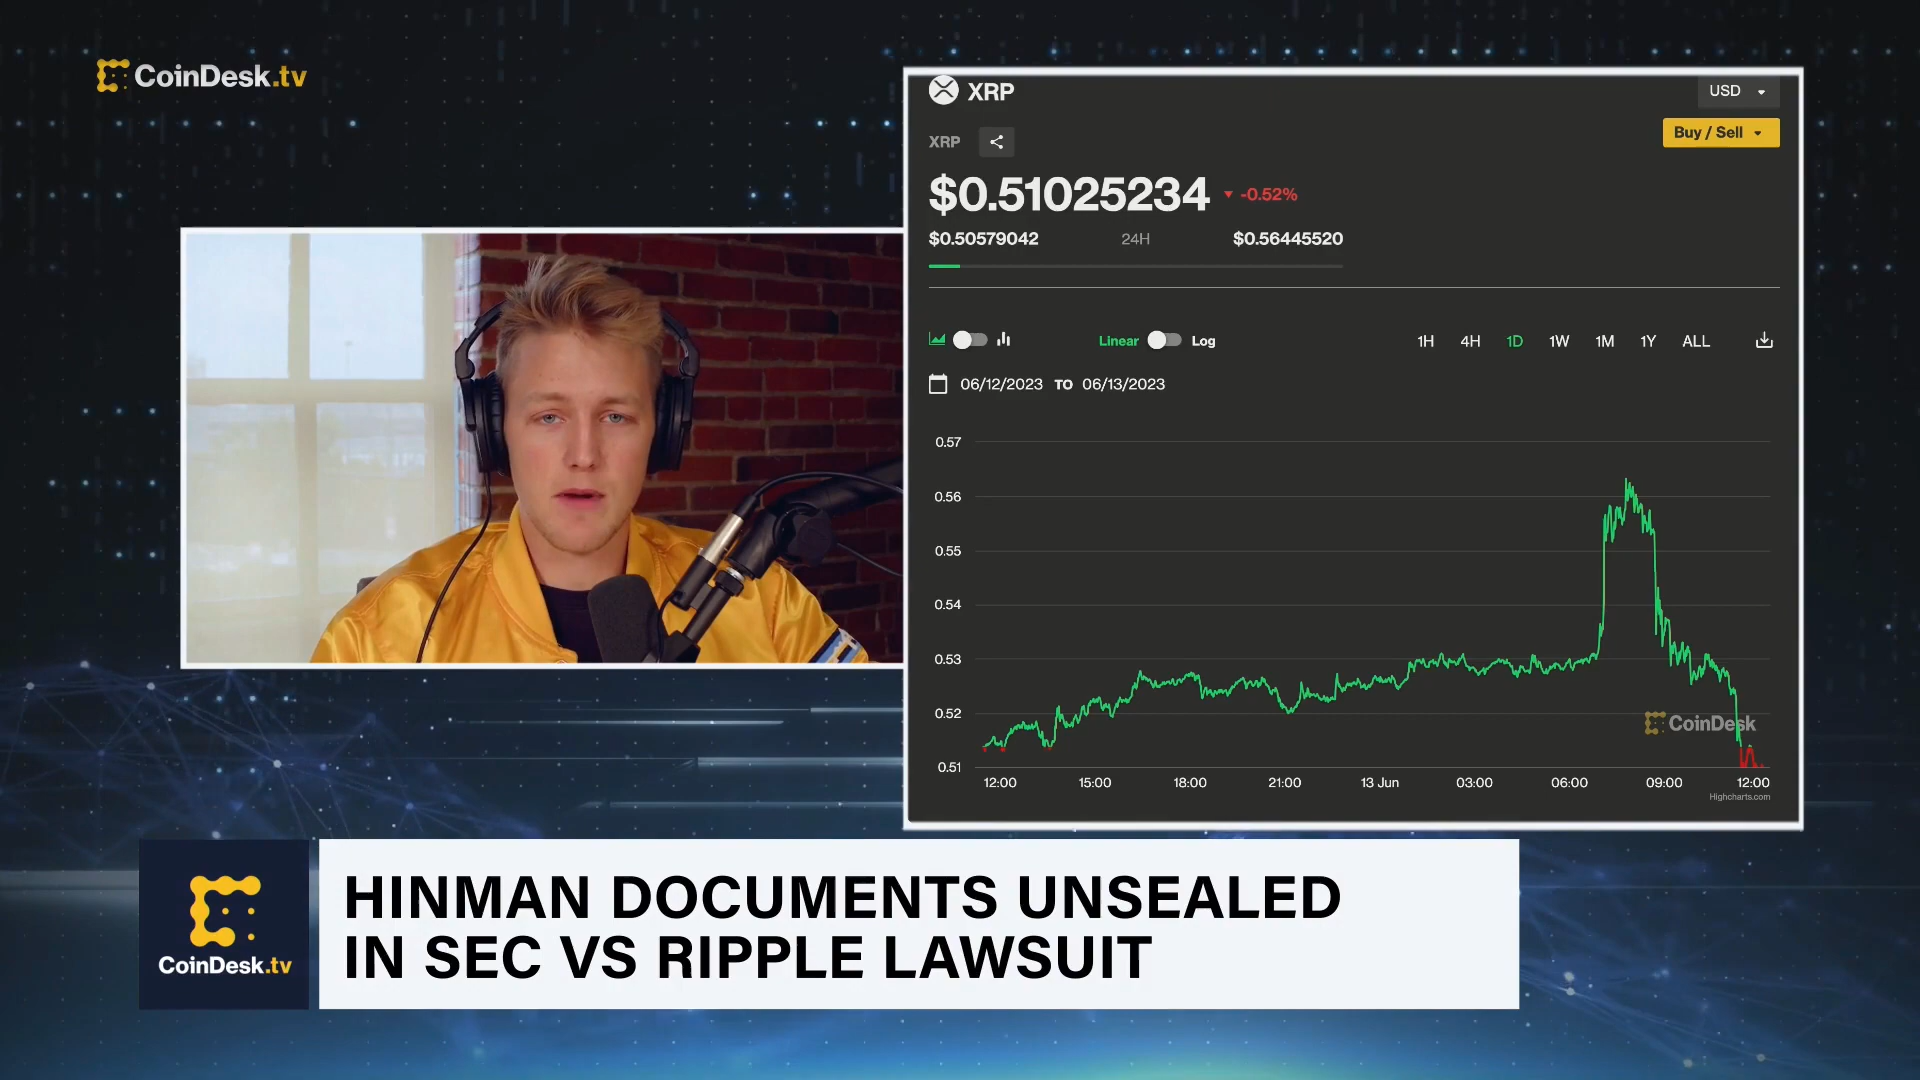 CoinDesk.tv
XRP
USD
Buy / Sell
XRP
$0.51025234 -0.52%
$0.50579042 24H $0.56445520
Linear Log
1H 4H 1D 1W 1M 1Y ALL
06/12/2023 TO 06/13/2023
0.57
0.56
0.55
0.54
0.53
0.52
0.51
CoinDesk
12:00 15:00 18:00 21:00 13 Jun 03:00 06:00 09:00 12:00
Highcharts.com
CoinDesk.tv
HINMAN DOCUMENTS UNSEALED
IN SEC VS RIPPLE LAWSUIT